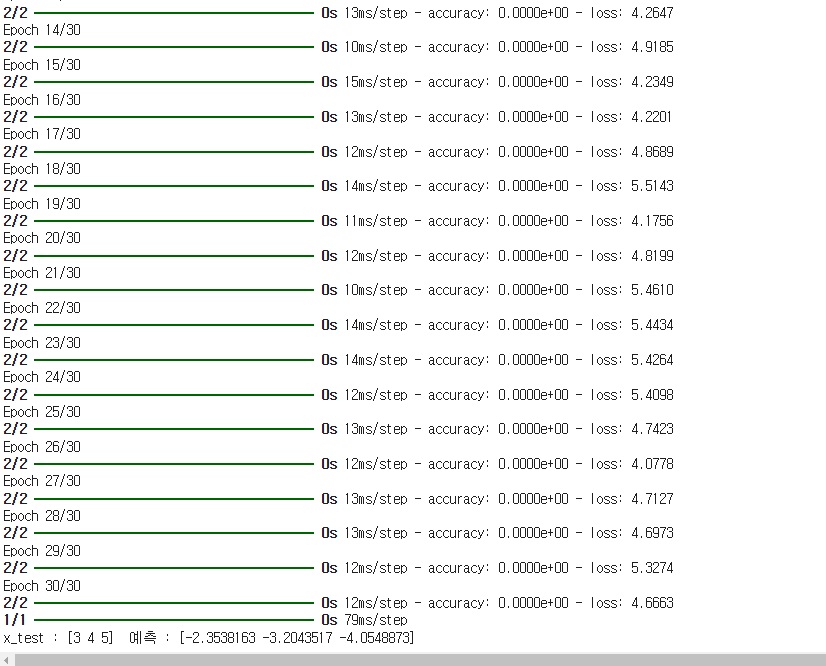 2/2 0s 13ms/step - accuracy: 0.0000e+00 - loss: 4.2647
Epoch 14/30
2/2 0s 10ms/step - accuracy: 0.0000e+00 - loss: 4.9185
Epoch 15/30
2/2 0s 15ms/step - accuracy: 0.0000e+00 - loss: 4.2349
Epoch 16/30
2/2 0s 13ms/step - accuracy: 0.0000e+00 - loss: 4.2201
Epoch 17/30
2/2 0s 12ms/step - accuracy: 0.0000e+00 - loss: 4.8689
Epoch 18/30
2/2 0s 14ms/step - accuracy: 0.0000e+00 - loss: 5.5143
Epoch 19/30
2/2 0s 11ms/step - accuracy: 0.0000e+00 - loss: 4.1756
Epoch 20/30
2/2 0s 12ms/step - accuracy: 0.0000e+00 - loss: 4.8199
Epoch 21/30
2/2 0s 10ms/step - accuracy: 0.0000e+00 - loss: 5.4610
Epoch 22/30
2/2 0s 14ms/step - accuracy: 0.0000e+00 - loss: 5.4434
Epoch 23/30
2/2 0s 14ms/step - accuracy: 0.0000e+00 - loss: 5.4264
Epoch 24/30
2/2 0s 12ms/step - accuracy: 0.0000e+00 - loss: 5.4098
Epoch 25/30
2/2 0s 13ms/step - accuracy: 0.0000e+00 - loss: 4.7423
Epoch 26/30
2/2 0s 12ms/step - accuracy: 0.0000e+00 - loss: 4.0778
Epoch 27/30
2/2 0s 13ms/step - accuracy: 0.0000e+00 - loss: 4.7127
Epoch 28/30
2/2 0s 13ms/step - accuracy: 0.0000e+00 - loss: 4.6973
Epoch 29/30
2/2 0s 12ms/step - accuracy: 0.0000e+00 - loss: 5.3274
Epoch 30/30
2/2 0s 12ms/step - accuracy: 0.0000e+00 - loss: 4.6663
1/1 0s 79ms/step
x_test : [3 4 5] 예측 : [-2.3538163 -3.2043517 -4.0548873]